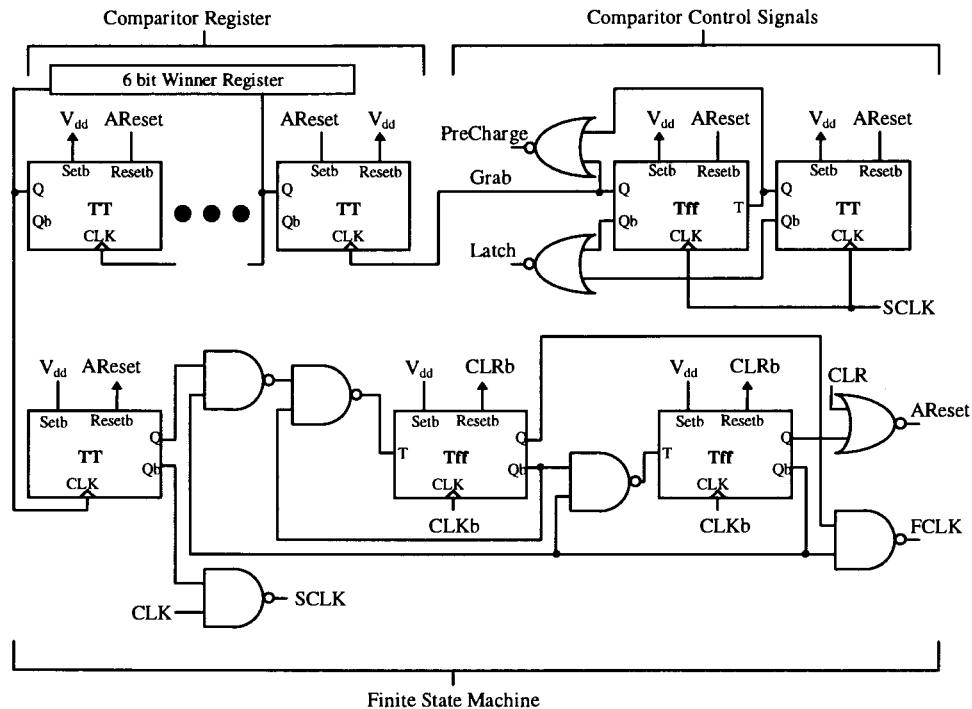 Comparitor Register
Comparitor Control Signals
6 bit Winner Register
Vdd AReset
AReset Vdd
PreCharge
Vdd AReset
Vdd AReset
Setb Resetb
Q
TT
Qb
CLK
Setb Resetb
Q
TT
Qb
CLK
Grab
Latch
Setb Resetb
Q
Tff
T
Qb
CLK
Setb Resetb
Q
TT
Qb
CLK
SCLK
Vdd AReset
Vdd CLRb
Vdd CLRb
CLR
AReset
Setb Resetb
Q
TT
Qb
CLK
Setb Resetb
Q
T
Tff
Qb
CLK
CLKb
Setb Resetb
Q
T
Tff
Qb
CLK
CLKb
FCLK
CLK
SCLK
Finite State Machine